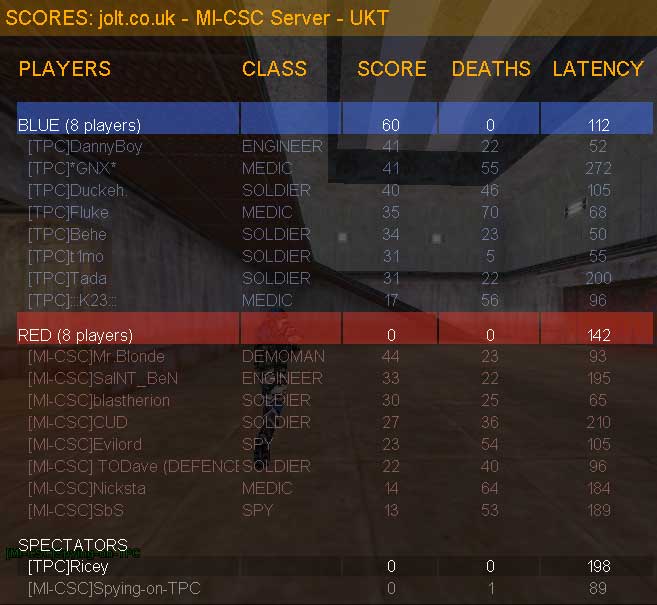 SCORES: jolt.co.uk - MI-CSC Server - UKT
PLAYERS CLASS SCORE DEATHS LATENCY
BLUE (8 players) 60 0 112
[TPC]DannyBoy ENGINEER 41 22 52
[TPC]*GNX* MEDIC 41 55 272
[TPC]Duckeh. SOLDIER 40 46 105
[TPC]Fluke MEDIC 35 70 68
[TPC]Behe SOLDIER 34 23 50
[TPC]t1mo SOLDIER 31 5 55
[TPC]Tada SOLDIER 31 22 200
[TPC]:::K23::: MEDIC 17 56 96
RED (8 players) 0 0 142
[MI-CSC]Mr.Blonde DEMOMAN 44 23 93
[MI-CSC]SaINT_BeN ENGINEER 33 22 195
[MI-CSC]blastherion SOLDIER 30 25 65
[MI-CSC]CUD SOLDIER 27 36 210
[MI-CSC]Evilord SPY 23 54 105
[MI-CSC] TODave (DEFENCE SOLDIER 22 40 96
[MI-CSC]Nicksta MEDIC 14 64 184
[MI-CSC]SbS SPY 13 53 189
SPECTATORS
[MI-CSC]Spying-on-TPC
[TPC]Ricey 0 0 198
[MI-CSC]Spying-on-TPC 0 1 89